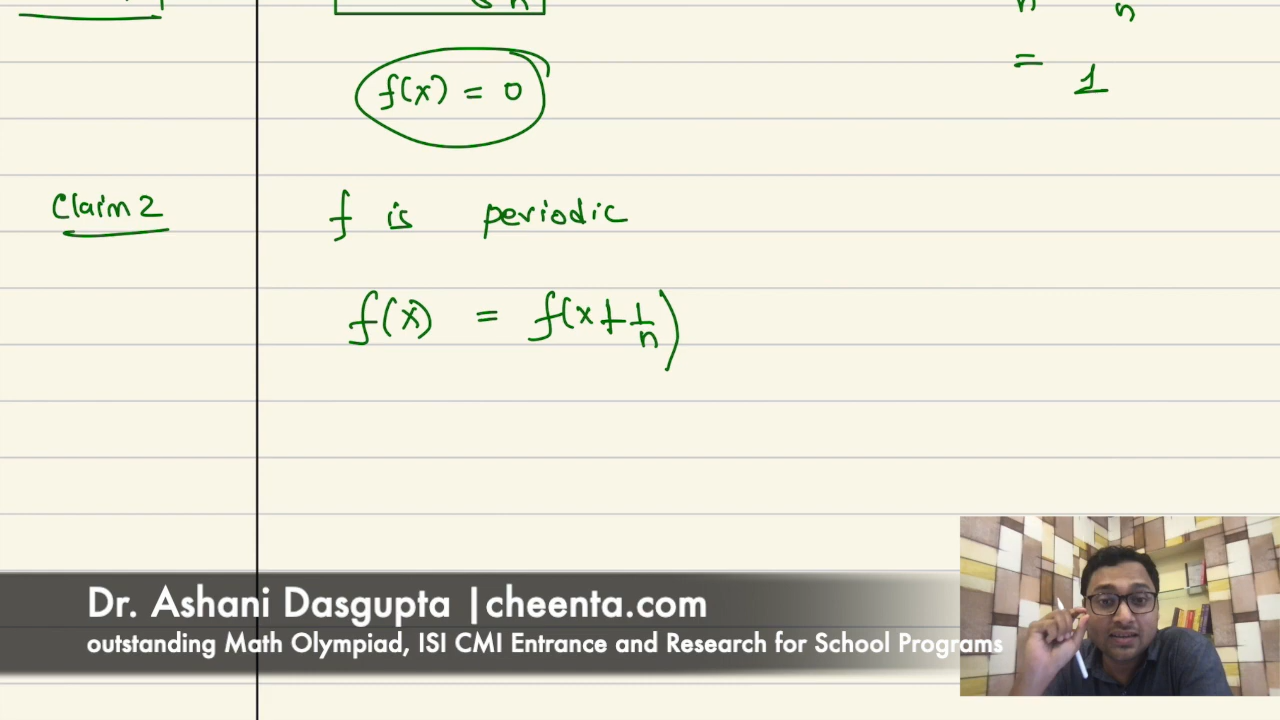 n n
f(x) = 0
= 1
Claim 2
f is periodic
f(x) = f(x+1/n)
Dr. Ashani Dasgupta |cheenta.com
outstanding Math Olympiad, ISI CMI Entrance and Research for School Programs